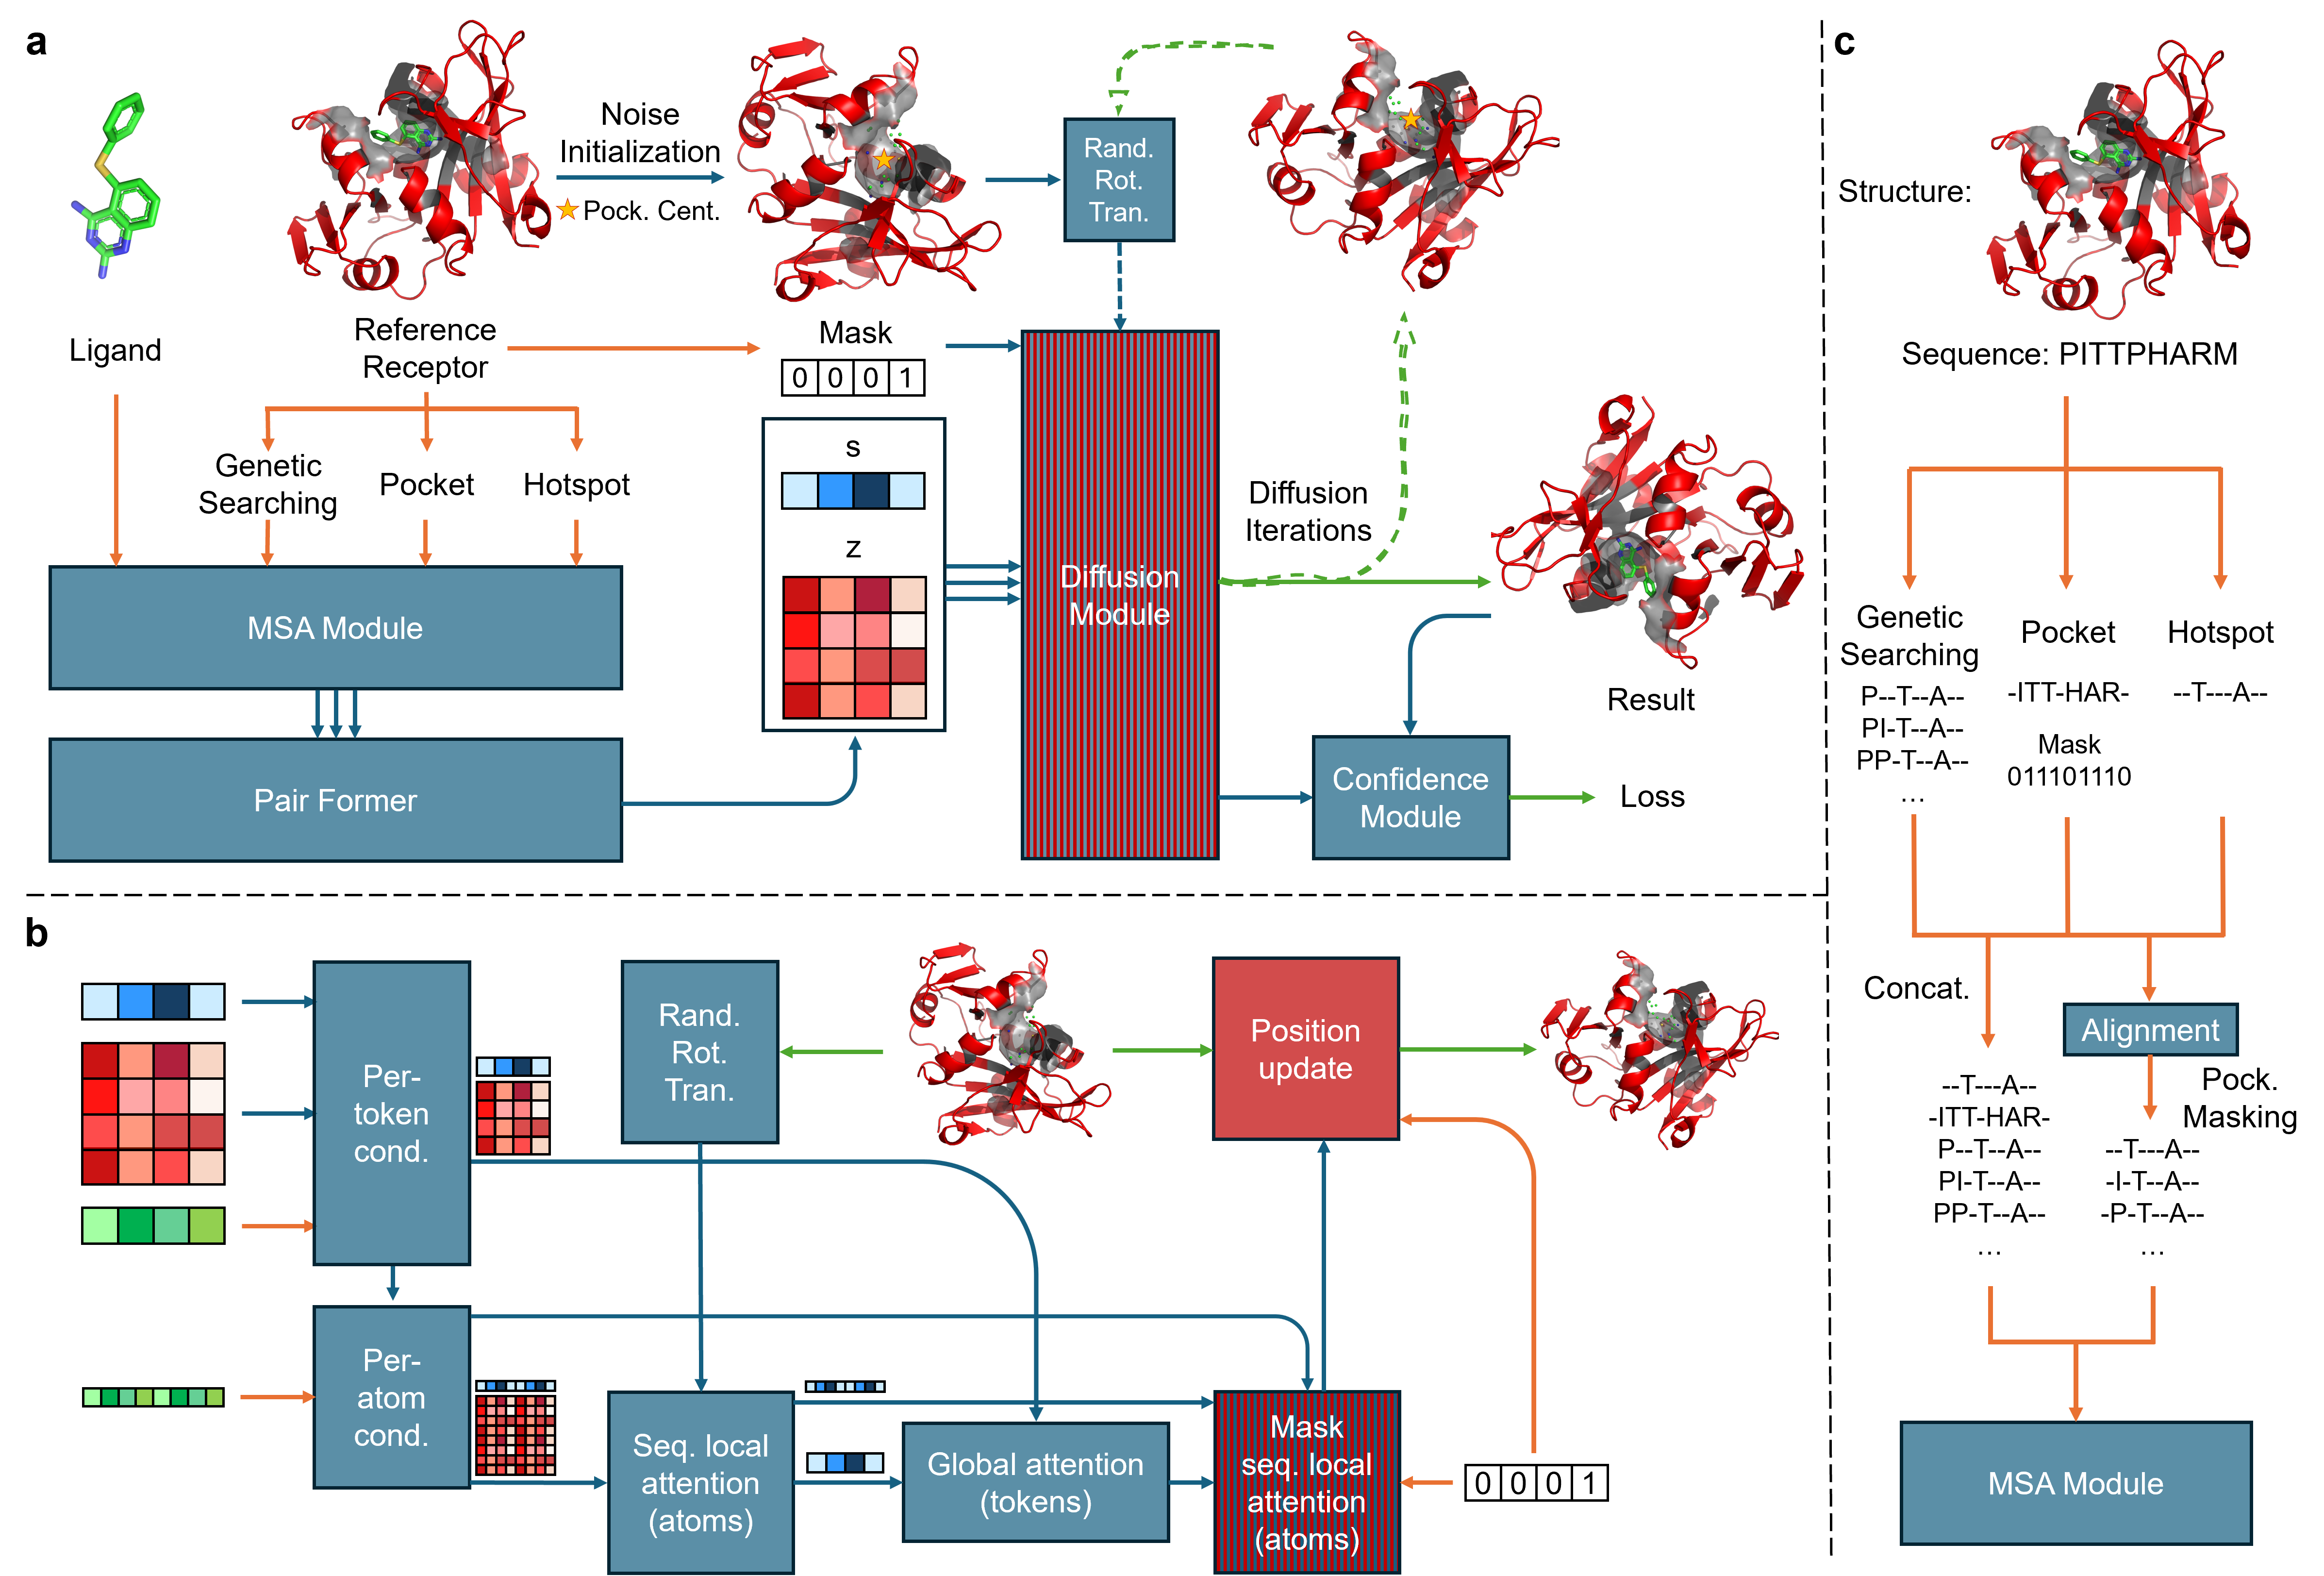 a
Noise
Initialization
Pock. Cent.
Rand.
Rot.
Tran.
Ligand
Reference
Receptor
Mask
0 0 0 1
Genetic
Searching
Pocket
Hotspot
s
z
MSA Module
Pair Former
Diffusion
Module
Diffusion
Iterations
Result
Confidence
Module
Loss
b
Per-
token
cond.
Rand.
Rot.
Tran.
Position
update
Per-
atom
cond.
Seq. local
attention
(atoms)
Global attention
(tokens)
Mask
seq. local
attention
(atoms)
0 0 0 1
c
Structure:
Sequence: PITTPHARM
Genetic
Searching
P--T--A--
PI-T--A--
PP-T--A--
...
Pocket
-ITT-HAR-
Mask
011101110
Hotspot
--T---A--
Concat.
Alignment
Pock.
Masking
--T---A--
-ITT-HAR-
P--T--A--
PI-T--A--
PP-T--A--
...
--T---A--
-I-T--A--
-P-T--A--
...
MSA Module